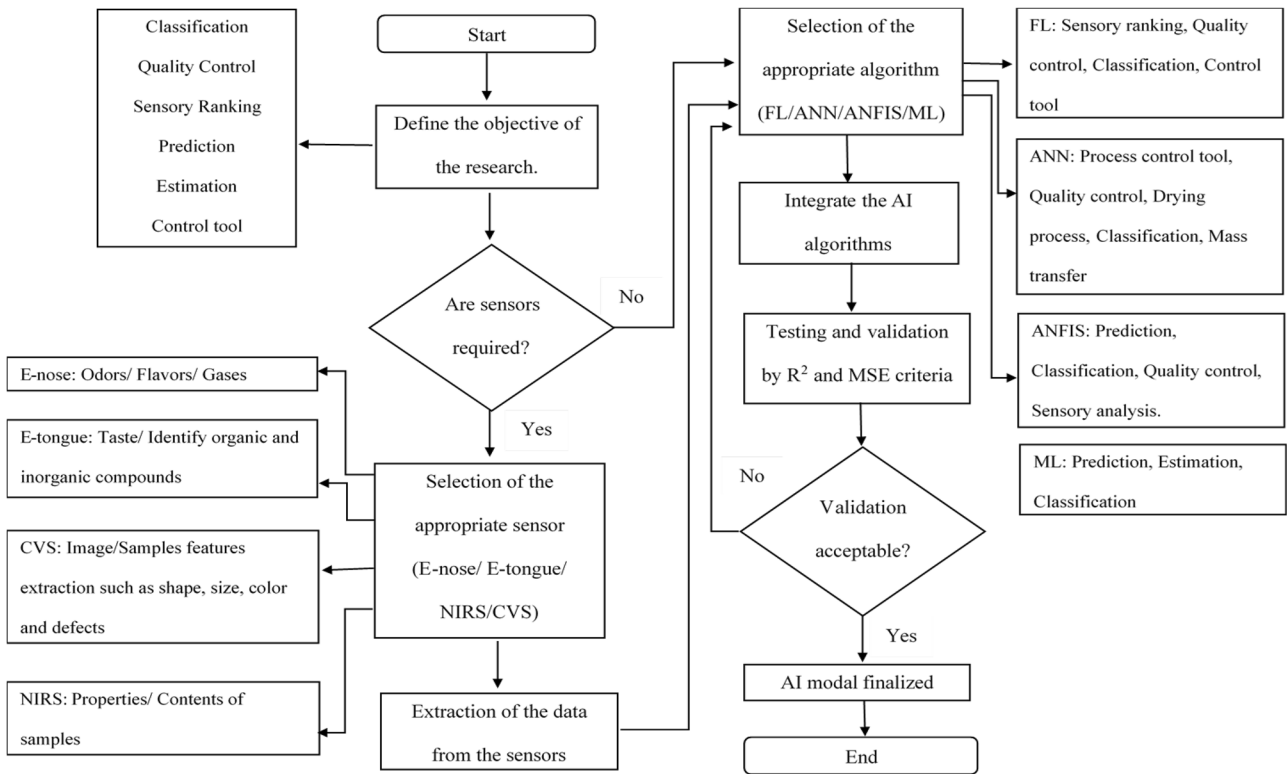 Classification
Quality Control
Sensory Ranking
Prediction
Estimation
Control tool
Start
Define the objective of
the research.
Are sensors
required?
No
Yes
E-nose: Odors/ Flavors/ Gases
E-tongue: Taste/ Identify organic and
inorganic compounds
CVS: Image/Samples features
extraction such as shape, size, color
and defects
NIRS: Properties/ Contents of
samples
Selection of the
appropriate sensor
(E-nose/ E-tongue/
NIRS/CVS)
Extraction of the data
from the sensors
Selection of the
appropriate algorithm
(FL/ANN/ANFIS/ML)
Integrate the AI
algorithms
Testing and validation
by R² and MSE criteria
No
Validation
acceptable?
Yes
AI modal finalized
End
FL: Sensory ranking, Quality
control, Classification, Control
tool
ANN: Process control tool,
Quality control, Drying
process, Classification, Mass
transfer
ANFIS: Prediction,
Classification, Quality control,
Sensory analysis.
ML: Prediction, Estimation,
Classification